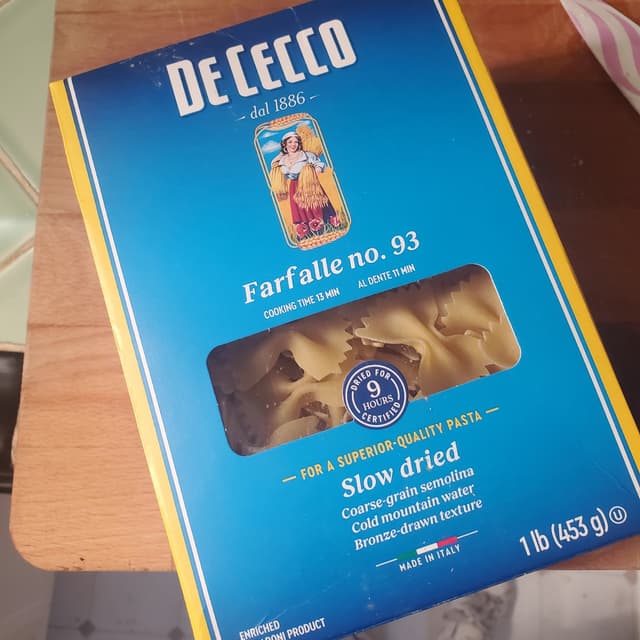 DE CECCO
dal 1886
Farfalle no. 93
COOKING TIME 13 MIN AL DENTE 11 MIN
DRIED FOR
9
HOURS
CERTIFIED
FOR A SUPERIOR-QUALITY PASTA
Slow dried
Coarse-grain semolina
Cold mountain water
Bronze-drawn texture
MADE IN ITALY
1 lb (453 g) U
ENRICHED
PRODUCT